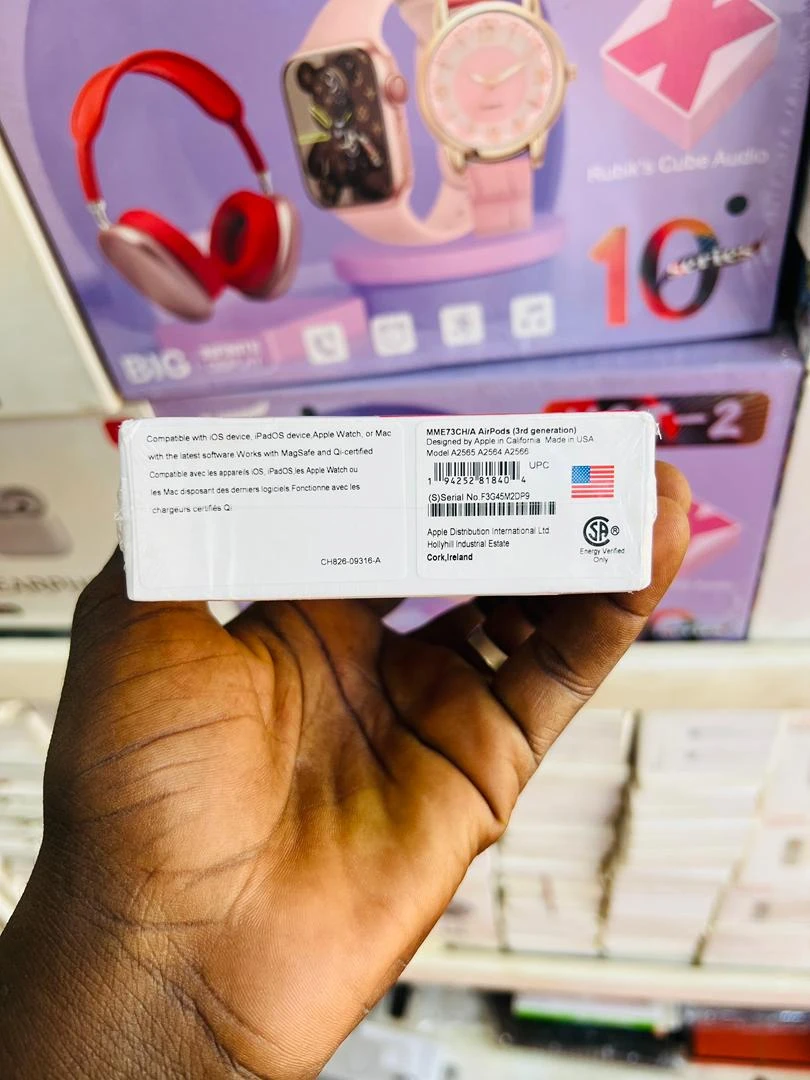 Rubik's Cube Audio
10
series
BIG
-2
Compatible with iOS device, iPadOS device,Apple Watch, or Mac
with the latest software Works with MagSafe and Qi-certified
Compatible avec les appareils iOS, iPadOS,les Apple Watch ou
les Mac disposant des derniers logiciels.Fonctionne avec les
chargeurs certifiés Qi
CH826-09316-A
MME73CH/A AirPods (3rd generation)
Designed by Apple in California Made in USA
Model A2565 A2564 A2566
UPC
1 94252 81840 4
(S)Serial No.F3G45M2DP9
Apple Distribution International Ltd
Hollyhill Industrial Estate
Cork,Ireland
SA®
Energy Verified
Only